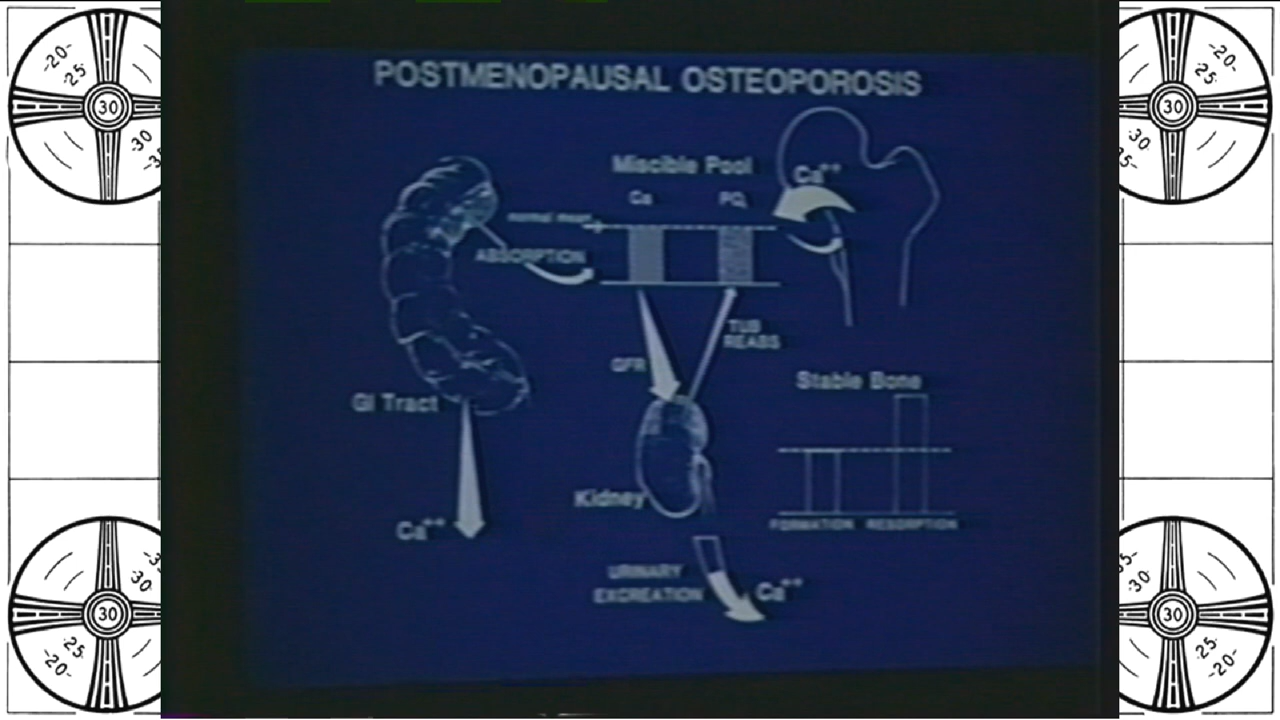 POSTMENOPAUSAL OSTEOPOROSIS
Miscible Pool
Ca PO₄
Ca++
normal mean
ABSORPTION
TUB
REABS
GFR
GI Tract
Stable Bone
Kidney
FORMATION RESORPTION
Ca++
URINARY
EXCREATION
Ca++
-20-
-25-
30
-30
-20-
25-
30
-30
30
-30
-25
-20-
30
-30
25-
-20-